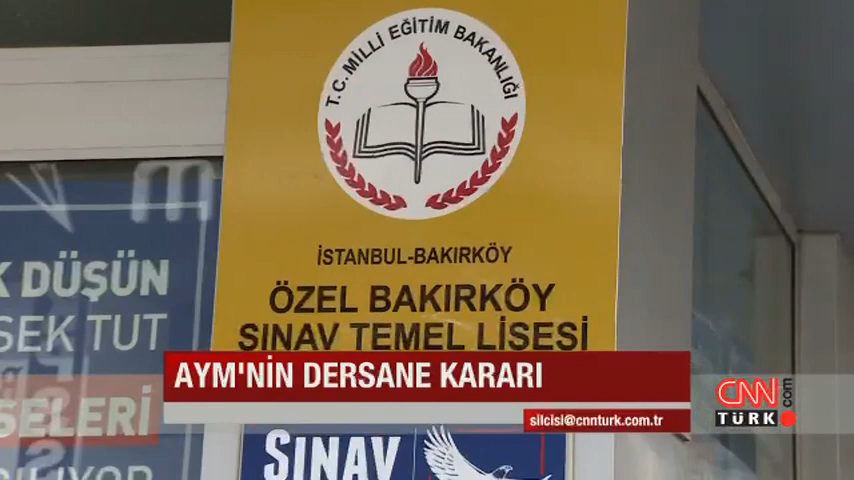 T.C. MİLLİ EĞİTİM BAKANLIĞI
İSTANBUL-BAKIRKÖY
ÖZEL BAKIRKÖY
SINAV TEMEL LİSESİ
K DÜŞÜN
SEK TUT
SELERİ
AYM'NİN DERSANE KARARI
silcisi@cnnturk.com.tr
CNN
TÜRK
.com
SINAV